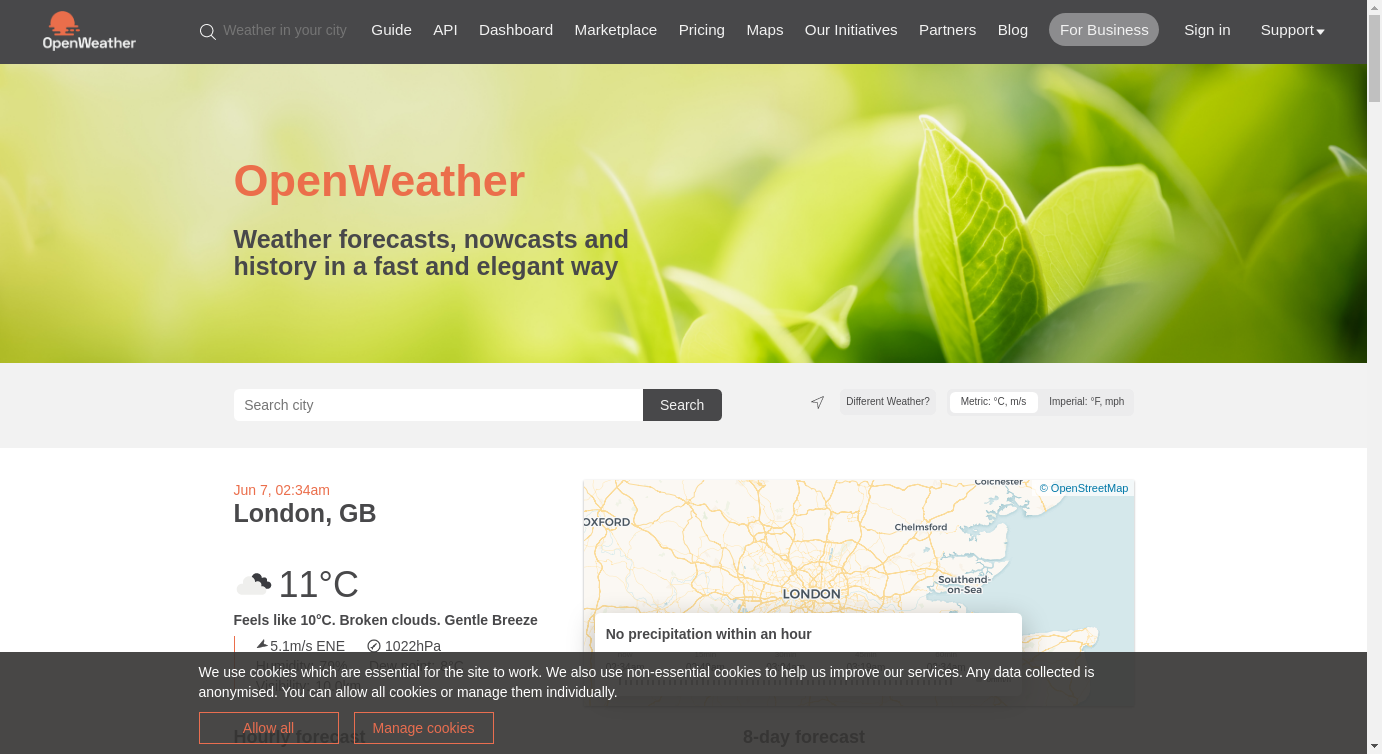 OpenWeather
Weather in your city
Guide
API
Dashboard
Marketplace
Pricing
Maps
Our Initiatives
Partners
Blog
For Business
Sign in
Support
OpenWeather
Weather forecasts, nowcasts and
history in a fast and elegant way
Search city
Search
Different Weather?
Metric: °C, m/s
Imperial: °F, mph
Jun 7, 02:34am
London, GB
11°C
Feels like 10°C. Broken clouds. Gentle Breeze
5.1m/s ENE
1022hPa
Colchester
© OpenStreetMap
OXFORD
Chelmsford
Southend-
on-Sea
LONDON
No precipitation within an hour
We use cookies which are essential for the site to work. We also use non-essential cookies to help us improve our services. Any data collected is
anonymised. You can allow all cookies or manage them individually.
Allow all
Manage cookies
Hourly forecast
8-day forecast